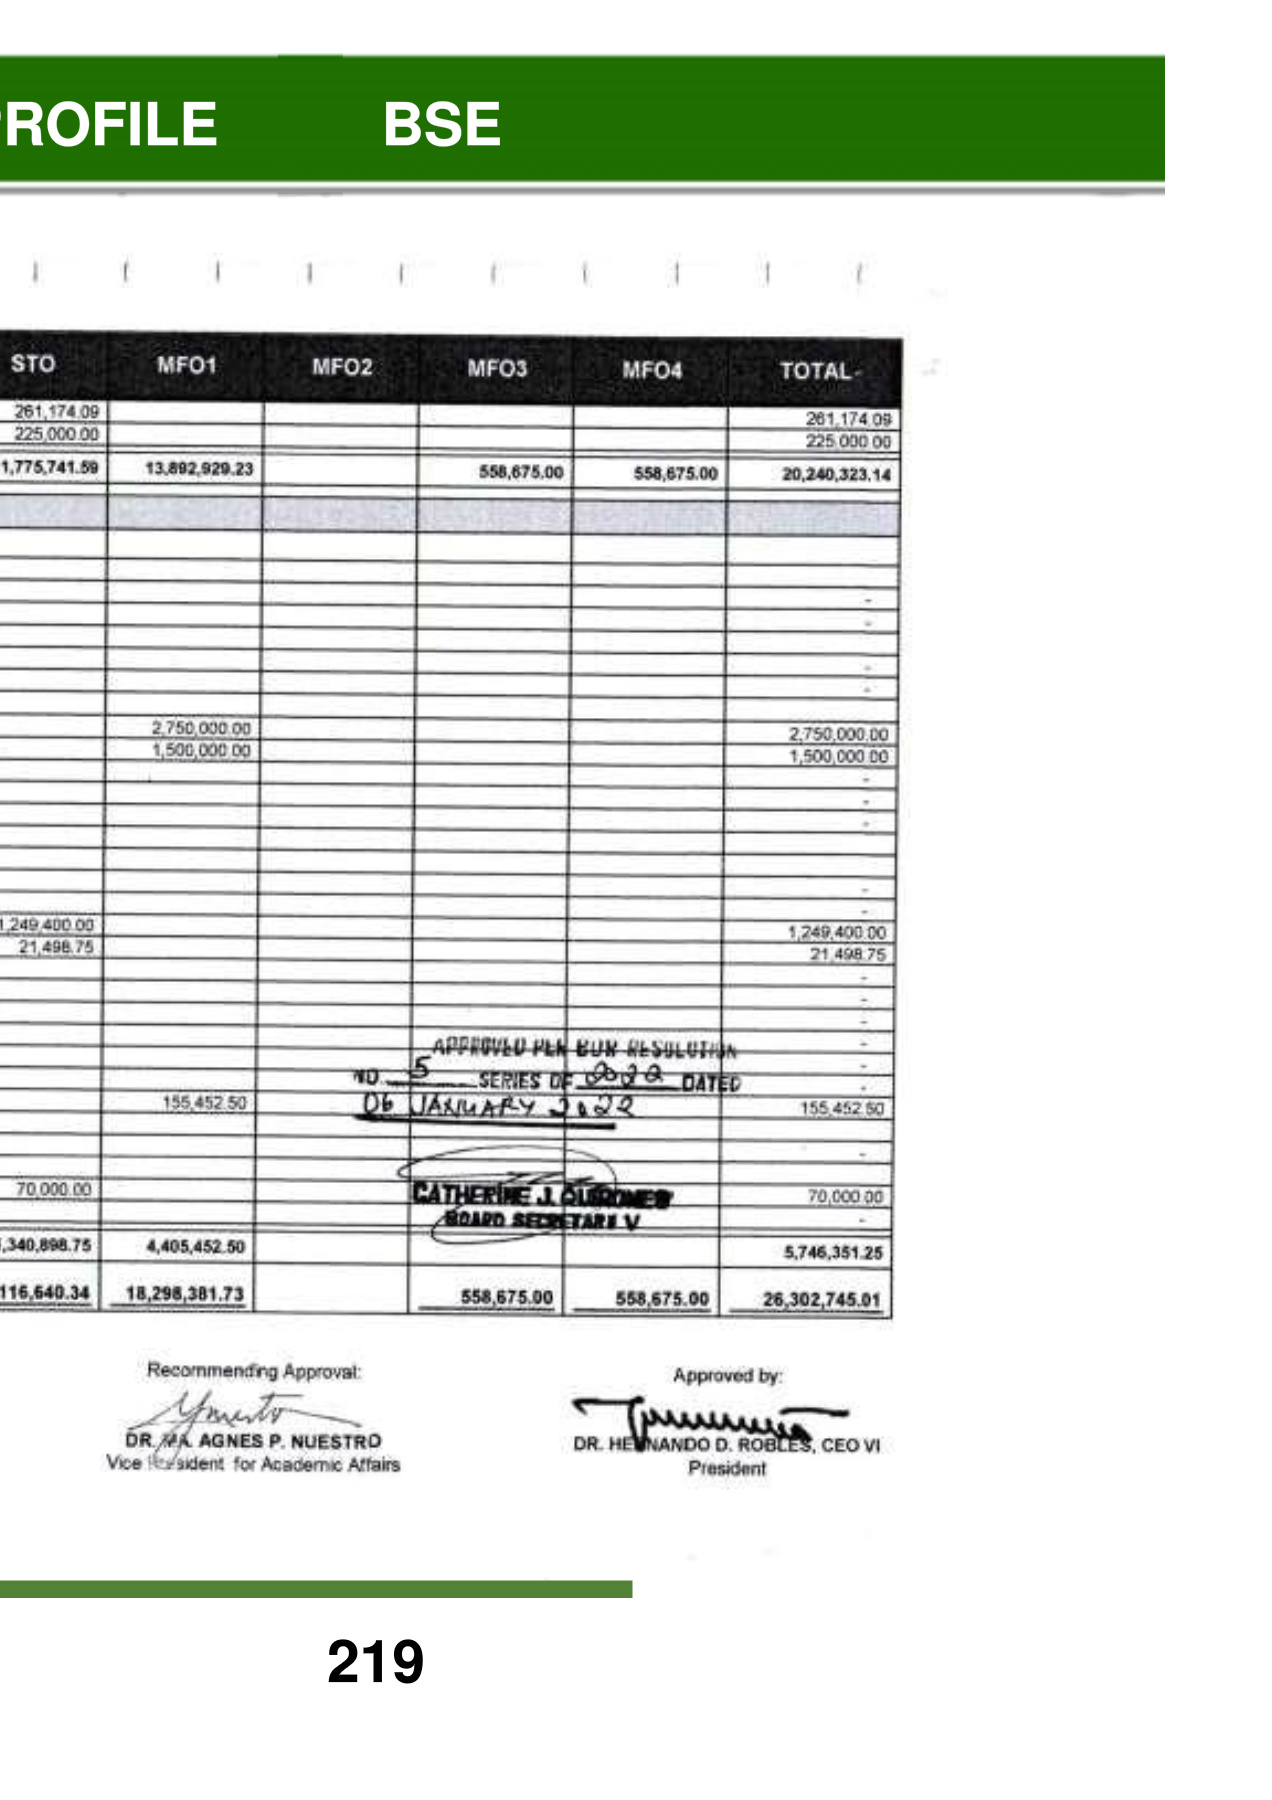 PROFILE BSE
STO MFO1 MFO2 MFO3 MFO4 TOTAL
261,174.09 261,174.09
225,000.00 225,000.00
1,775,741.59 13,892,929.23 558,675.00 558,675.00 20,240,323.14
-
-
-
-
2,750,000.00 2,750,000.00
1,500,000.00 1,500,000.00
-
-
-
-
-
1,249,400.00 1,249,400.00
21,498.75 21,498.75
-
-
-
-
APPROVED PER BOR RESOLUTION
-
NO. 5 SERIES OF 2022 DATED
-
06 JANUARY 2022
155,452.50 155,452.50
-
70,000.00 70,000.00
CATHERINE J. QUIRONES
BOARD SECRETARY V
-
,340,898.75 4,405,452.50 5,746,351.25
116,640.34 18,298,381.73 558,675.00 558,675.00 26,302,745.01
Recommending Approval: Approved by:
DR. MA. AGNES P. NUESTRO DR. HERNANDO D. ROBLES, CEO VI
Vice President for Academic Affairs President
219